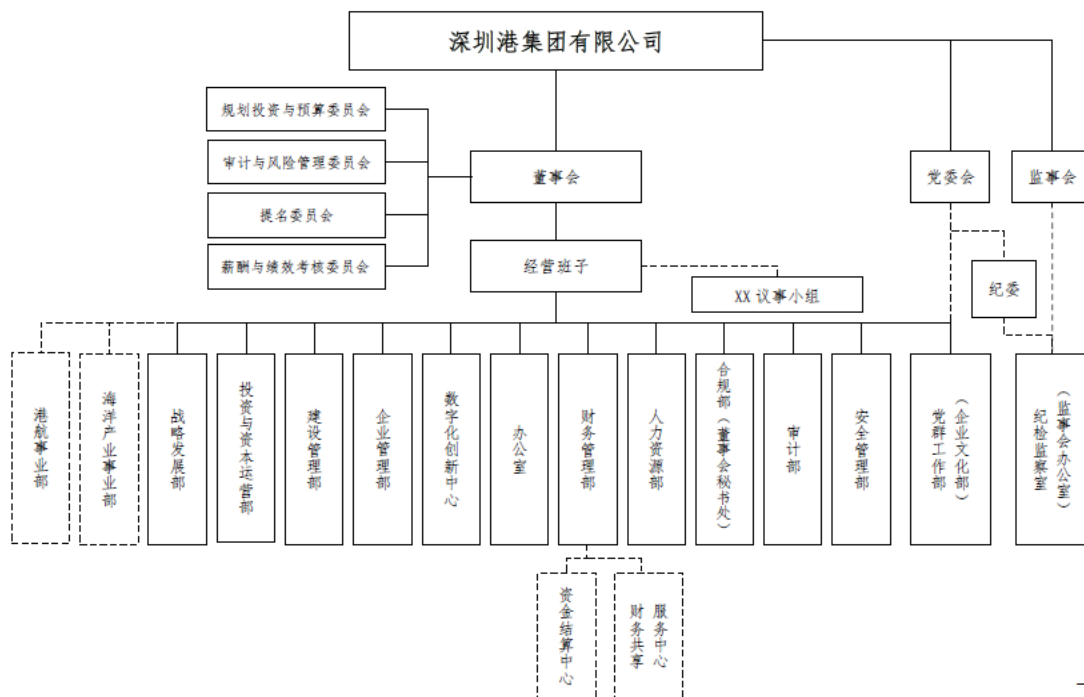 深圳港集团有限公司
规划投资与预算委员会
审计与风险管理委员会
提名委员会
薪酬与绩效考核委员会
董事会
党委会
监事会
经营班子
XX 议事小组
纪委
港航事业部
海洋产业事业部
战略发展部
投资与资本运营部
建设管理部
企业管理部
数字化创新中心
办公室
财务管理部
人力资源部
合规部（董事会秘书处）
审计部
安全管理部
党群工作部
（企业文化部）
纪检监察室
（监事会办公室）
资金结算中心
财务共享
服务中心